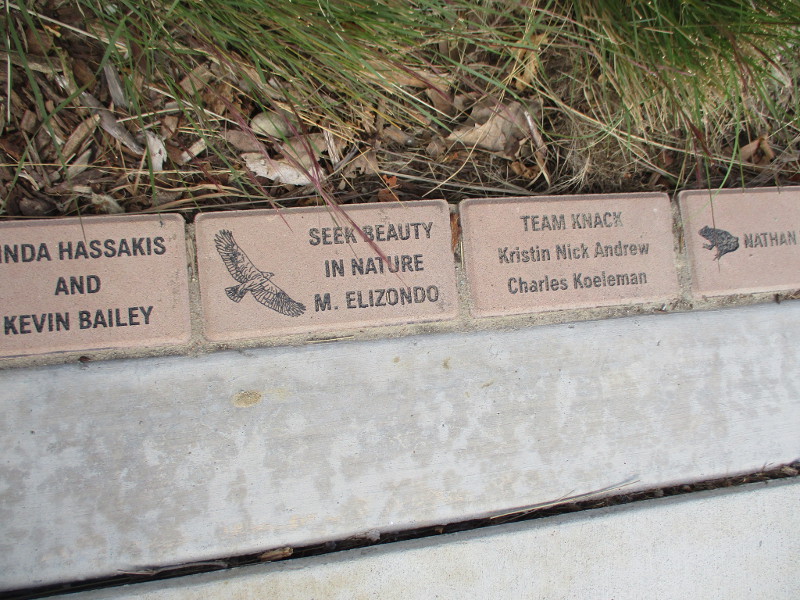 INDA HASSAKIS
AND
KEVIN BAILEY
SEEK BEAUTY
IN NATURE
M. ELIZONDO
TEAM KNACK
Kristin Nick Andrew
Charles Koeleman
NATHAN